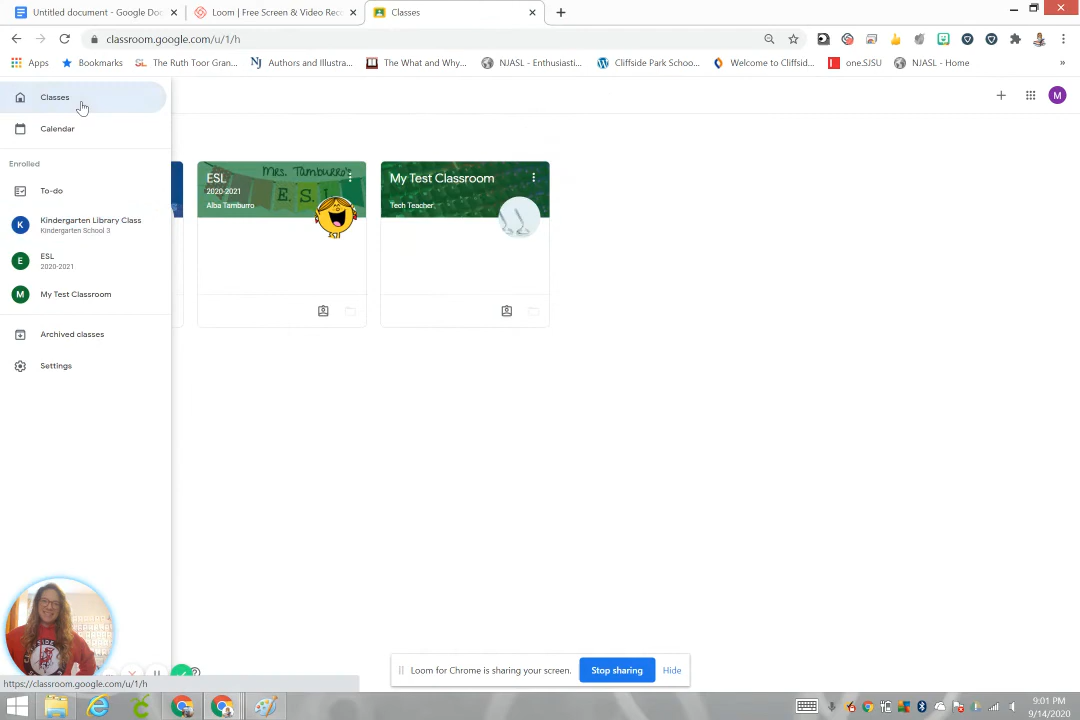 Untitled document - Google Do
Loom | Free Screen & Video Rec
Classes
classroom.google.com/u/1/h
Apps
Bookmarks
The Ruth Toor Gran...
Authors and Illustra...
The What and Why...
NJASL - Enthusiasti...
Cliffside Park Schoo...
Welcome to Cliffsid...
one.SJSU
NJASL - Home
»
Classes
M
Calendar
Enrolled
To-do
K
Kindergarten Library Class
Kindergarten School 3
E
ESL
2020-2021
M
My Test Classroom
Archived classes
Settings
ESL
2020-2021
Alba Tamburro
Mrs. Tamburro's
E. S. L
My Test Classroom
Tech Teacher
Loom for Chrome is sharing your screen.
Stop sharing
Hide
https://classroom.google.com/u/1/h
9:01 PM
9/14/2020